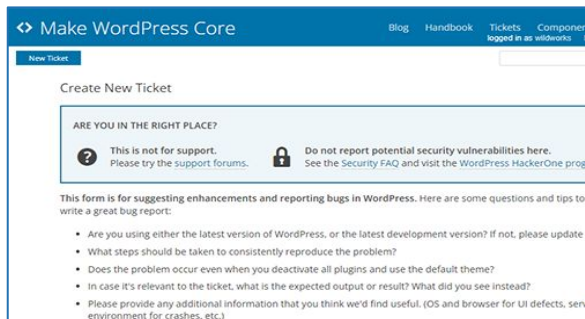 <> Make WordPress Core
Blog Handbook Tickets
logged in as wildworks
New Ticket
Create New Ticket
ARE YOU IN THE RIGHT PLACE?
This is not for support.
Please try the support forums.
Do not report potential security vulnerabilities here.
See the Security FAQ and visit the WordPress HackerOne
This form is for suggesting enhancements and reporting bugs in WordPress. Here are some questions and tips to
write a great bug report:
• Are you using either the latest version of WordPress, or the latest development version? If not, please update
• What steps should be taken to consistently reproduce the problem?
• Does the problem occur even when you deactivate all plugins and use the default theme?
• In case it's relevant to the ticket, what is the expected output or result? What did you see instead?
• Please provide any additional information that you think we'd find useful. (OS and browser for UI defects,
environment for crashes, etc.)